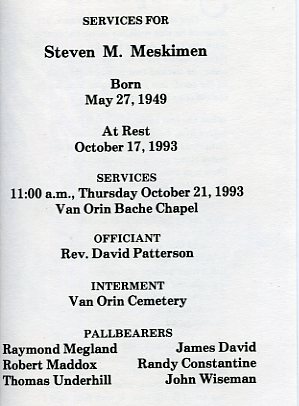 SERVICES FOR
Steven M. Meskimen
Born
May 27, 1949
At Rest
October 17, 1993
SERVICES
11:00 a.m., Thursday October 21, 1993
Van Orin Bache Chapel
OFFICIANT
Rev. David Patterson
INTERMENT
Van Orin Cemetery
PALLBEARERS
Raymond Megland James David
Robert Maddox Randy Constantine
Thomas Underhill John Wiseman